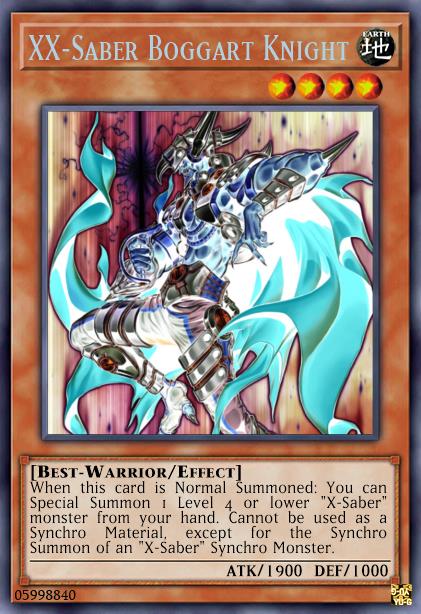 XX-Saber Boggart Knight
EARTH
地
[Best-Warrior/Effect]
When this card is Normal Summoned: You can
Special Summon 1 Level 4 or lower "X-Saber"
monster from your hand. Cannot be used as a
Synchro Material, except for the Synchro
Summon of an "X-Saber" Synchro Monster.
ATK/1900 DEF/1000
05998840